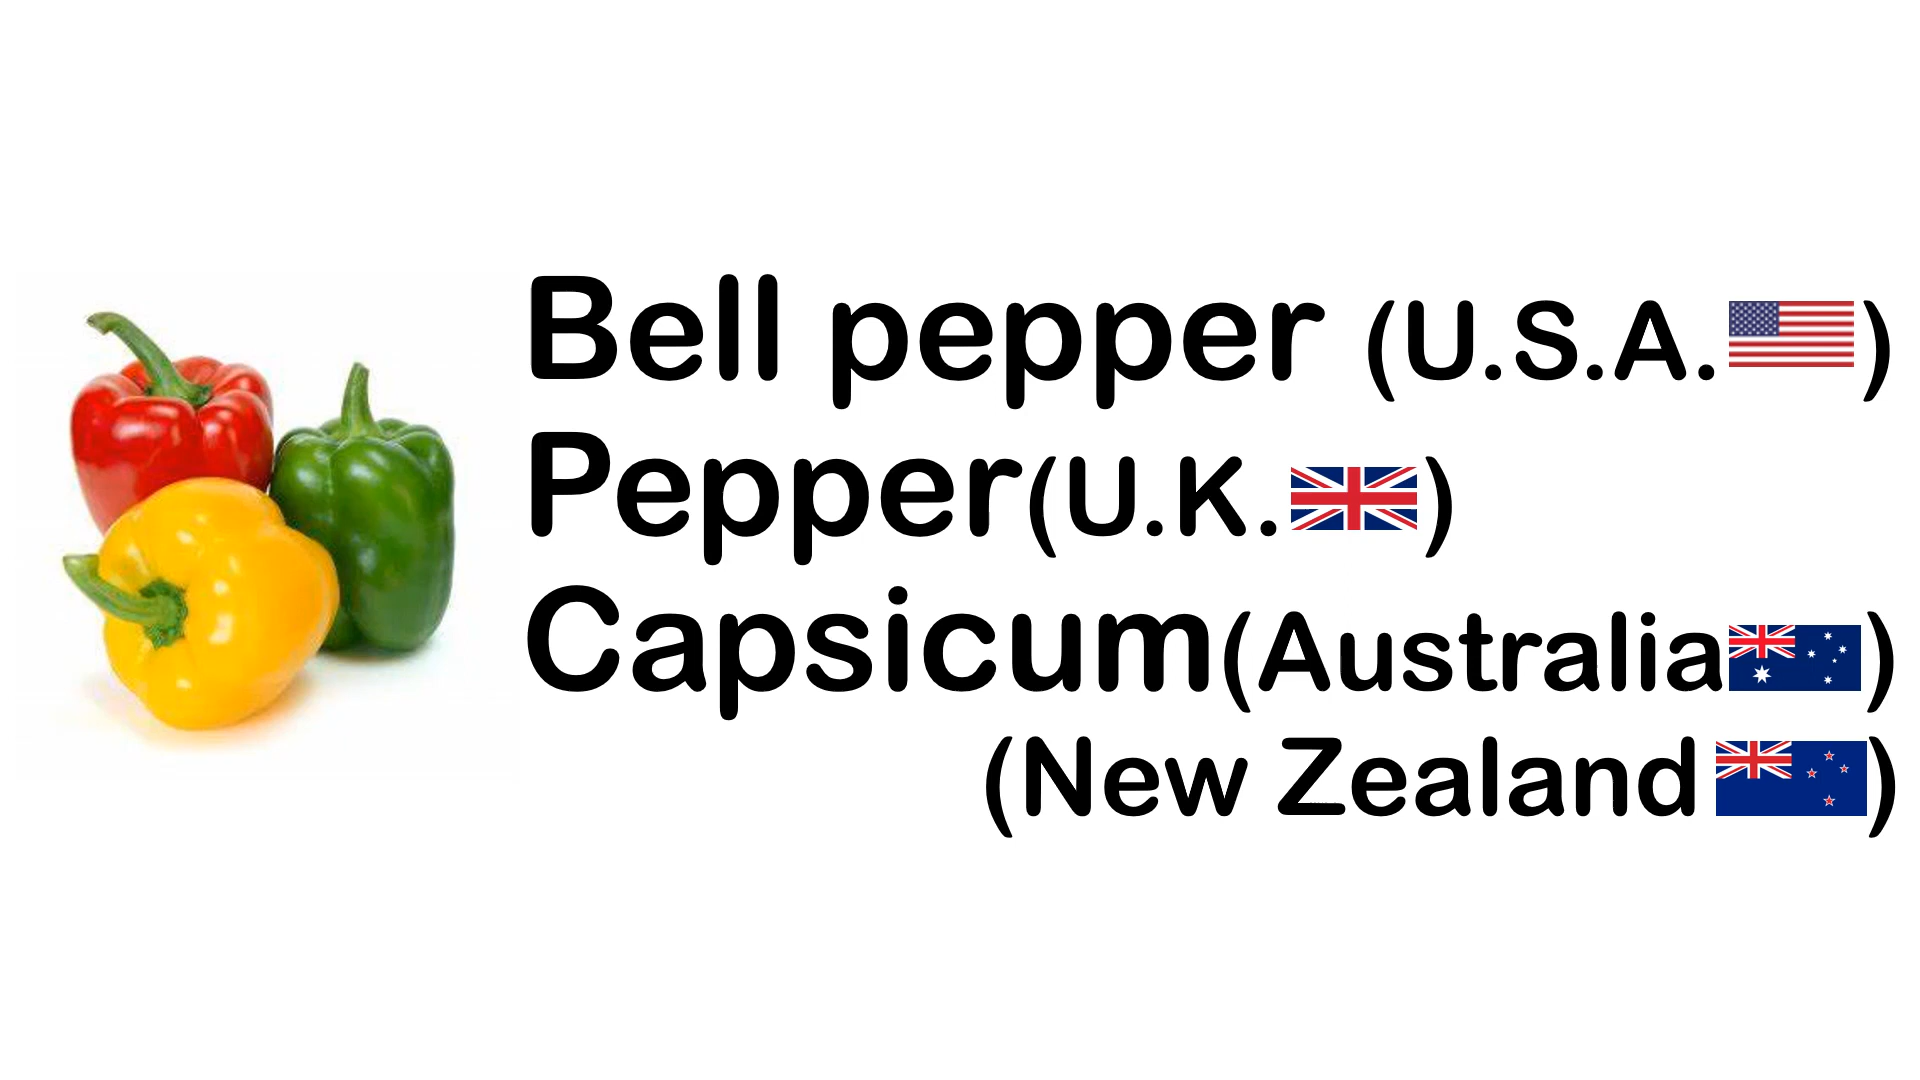 Bell pepper (U.S.A.)
Pepper(U.K.)
Capsicum(Australia)
(New Zealand)